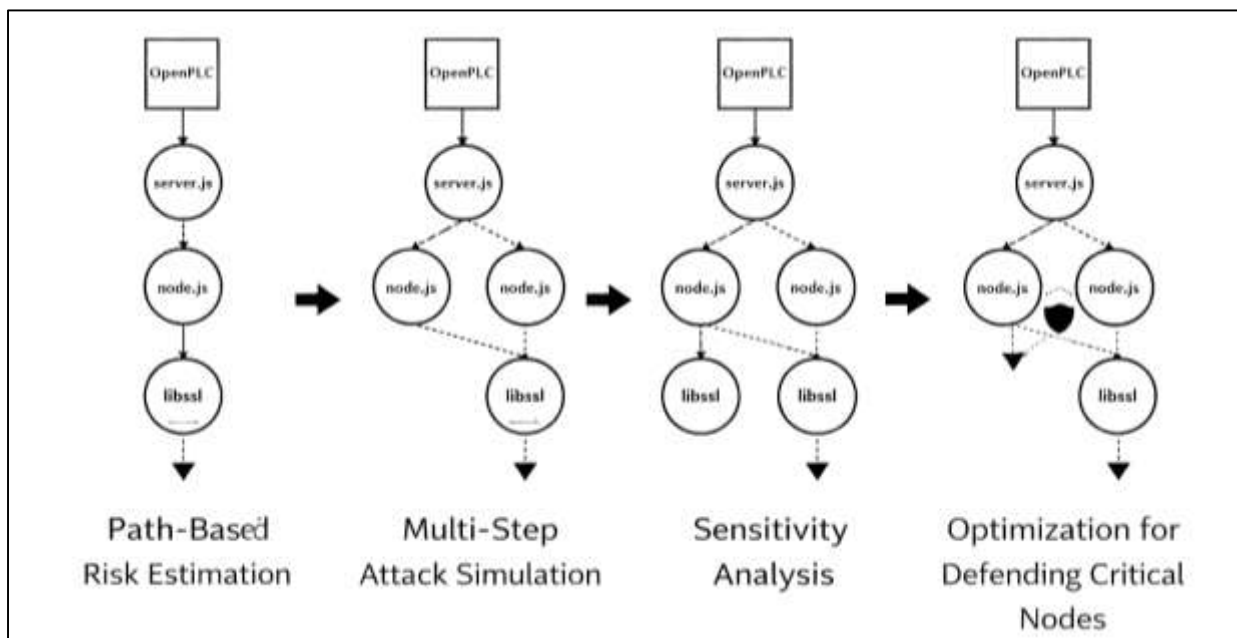 OpenPLC
server.js
node.js
libssl
Path-Based
Risk Estimation
OpenPLC
server.js
node.js node.js
libssl
Multi-Step
Attack Simulation
OpenPLC
server.js
node.js node.js
libssl libssl
Sensitivity
Analysis
OpenPLC
server.js
node.js node.js
libssl
Optimization for
Defending Critical
Nodes